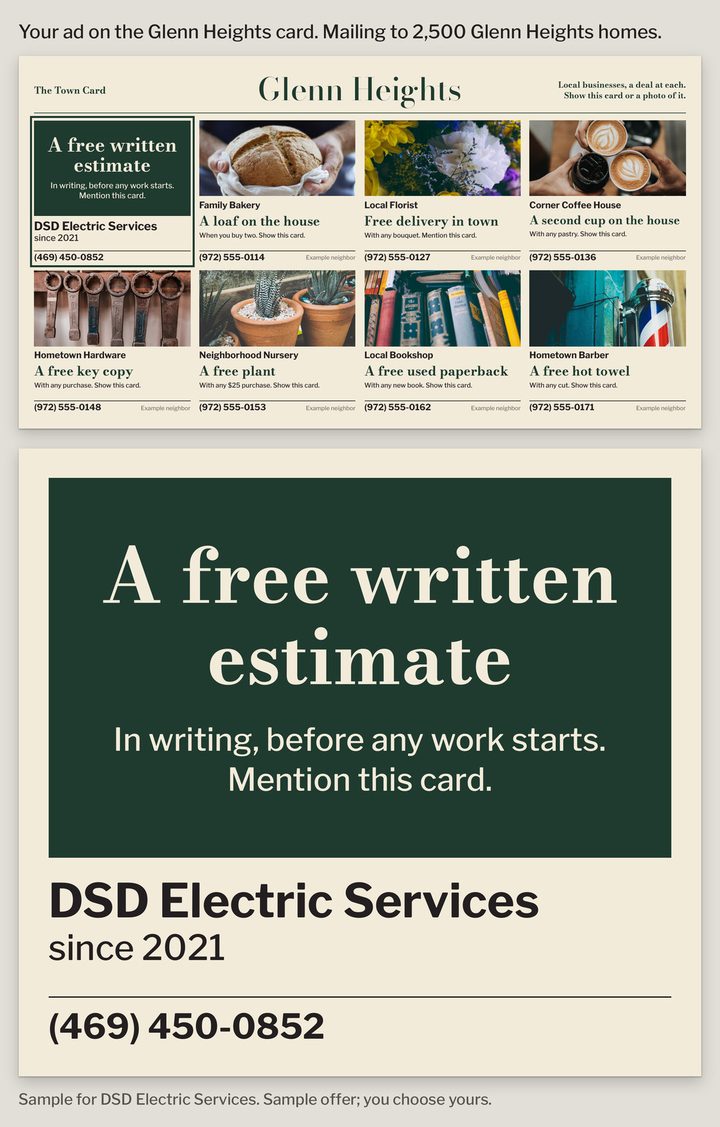 Your ad on the Glenn Heights card. Mailing to 2,500 Glenn Heights homes.
The Town Card
Glenn Heights
Local businesses, a deal at each.
Show this card or a photo of it.
A free written
estimate
In writing, before any work starts.
Mention this card.
DSD Electric Services
since 2021
(469) 450-0852
Family Bakery
A loaf on the house
When you buy two. Show this card.
(972) 555-0114
Example neighbor
Local Florist
Free delivery in town
With any bouquet. Mention this card.
(972) 555-0127
Example neighbor
Corner Coffee House
A second cup on the house
With any pastry. Show this card.
(972) 555-0136
Example neighbor
Hometown Hardware
A free key copy
With any purchase. Show this card.
(972) 555-0148
Example neighbor
Neighborhood Nursery
A free plant
With any $25 purchase. Show this card.
(972) 555-0153
Example neighbor
Local Bookshop
A free used paperback
With any new book. Show this card.
(972) 555-0162
Example neighbor
Hometown Barber
A free hot towel
With any cut. Show this card.
(972) 555-0171
Example neighbor
A free written
estimate
In writing, before any work starts.
Mention this card.
DSD Electric Services
since 2021
(469) 450-0852
Sample for DSD Electric Services. Sample offer; you choose yours.